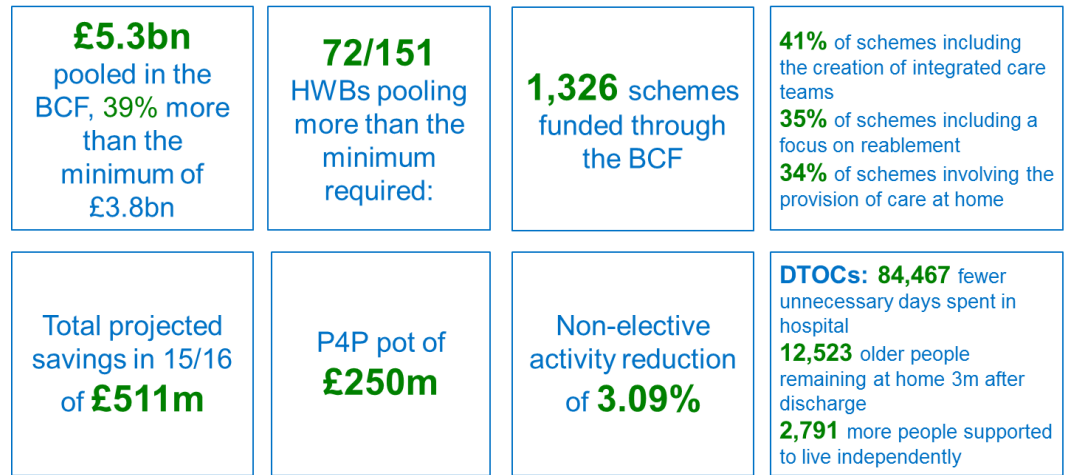 £5.3bn
pooled in the
BCF, 39% more
than the
minimum of
£3.8bn
72/151
HWBs pooling
more than the
minimum
required:
1,326 schemes
funded through
the BCF
41% of schemes including
the creation of integrated care
teams
35% of schemes including a
focus on reablement
34% of schemes involving the
provision of care at home
Total projected
savings in 15/16
of £511m
P4P pot of
£250m
Non-elective
activity reduction
of 3.09%
DTOCs: 84,467 fewer
unnecessary days spent in
hospital
12,523 older people
remaining at home 3m after
discharge
2,791 more people supported
to live independently